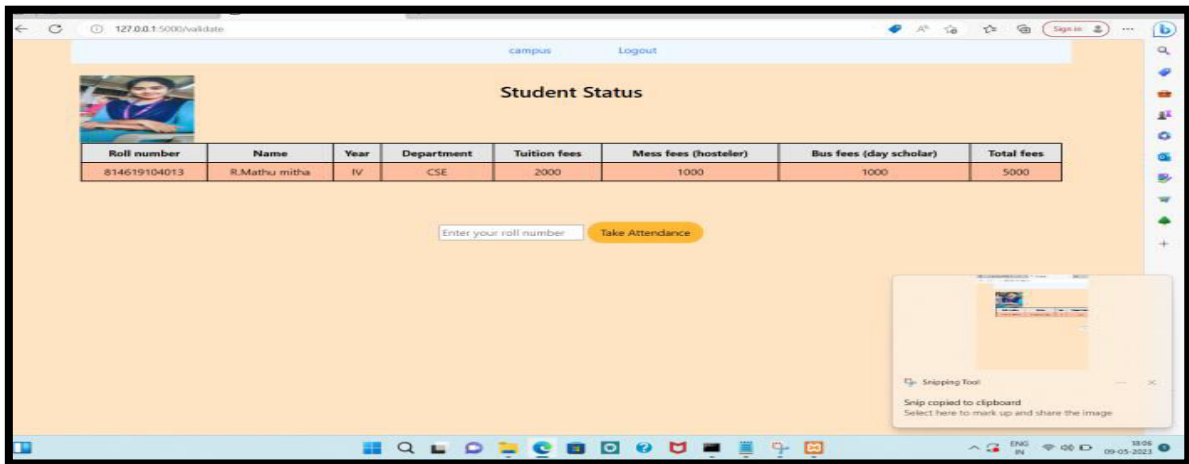 127.0.0.1:5000/validate
Sign in
campus Logout
Student Status
Roll number Name Year Department Tuition fees Mess fees (hosteler) Bus fees (day scholar) Total fees
814619104013 R.Mathu mitha IV CSE 2000 1000 1000 5000
Enter your roll number Take Attendance
Snipping Tool
Snip copied to clipboard
Select here to mark up and share the image
ENG 18:06
IN 09-05-2023